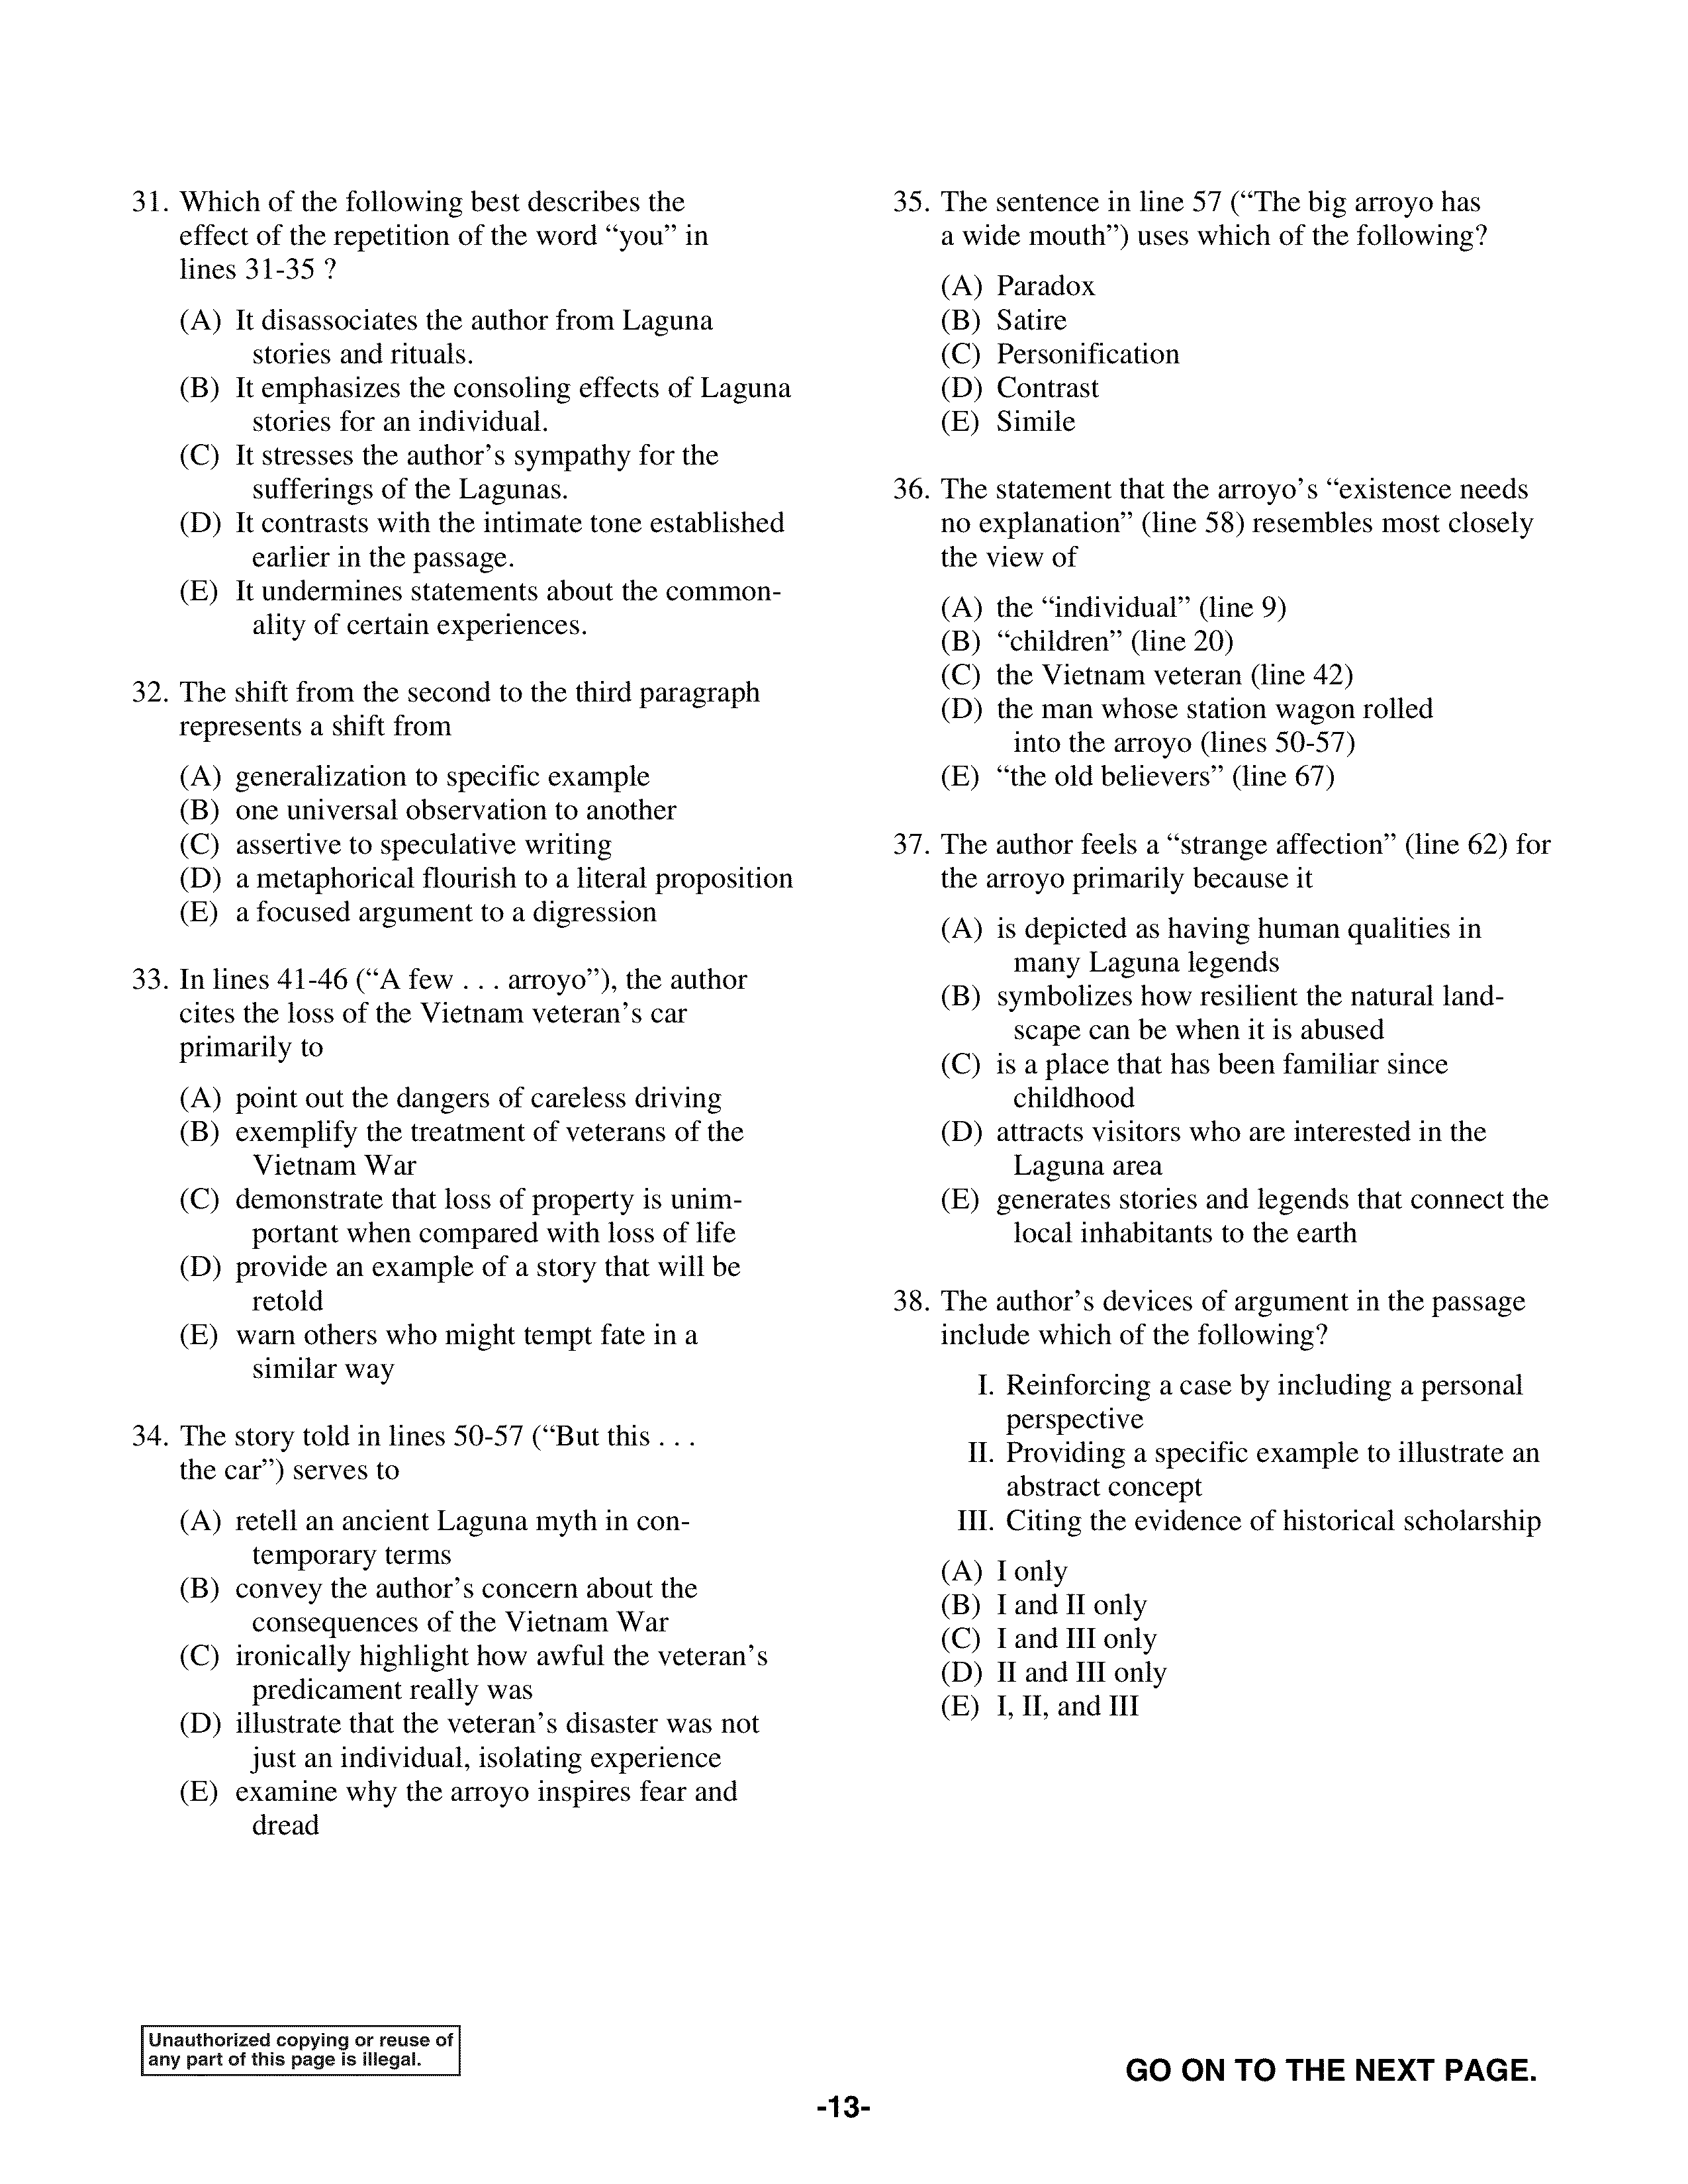 31. Which of the following best describes the
effect of the repetition of the word “you” in
lines 31-35 ?
(A) It disassociates the author from Laguna
stories and rituals.
(B) It emphasizes the consoling effects of Laguna
stories for an individual.
(C) It stresses the author’s sympathy for the
sufferings of the Lagunas.
(D) It contrasts with the intimate tone established
earlier in the passage.
(E) It undermines statements about the common-
ality of certain experiences.
32. The shift from the second to the third paragraph
represents a shift from
(A) generalization to specific example
(B) one universal observation to another
(C) assertive to speculative writing
(D) a metaphorical flourish to a literal proposition
(E) a focused argument to a digression
33. In lines 41-46 (“A few . . . arroyo”), the author
cites the loss of the Vietnam veteran’s car
primarily to
(A) point out the dangers of careless driving
(B) exemplify the treatment of veterans of the
Vietnam War
(C) demonstrate that loss of property is unim-
portant when compared with loss of life
(D) provide an example of a story that will be
retold
(E) warn others who might tempt fate in a
similar way
34. The story told in lines 50-57 (“But this . . .
the car”) serves to
(A) retell an ancient Laguna myth in con-
temporary terms
(B) convey the author’s concern about the
consequences of the Vietnam War
(C) ironically highlight how awful the veteran’s
predicament really was
(D) illustrate that the veteran’s disaster was not
just an individual, isolating experience
(E) examine why the arroyo inspires fear and
dread
35. The sentence in line 57 (“The big arroyo has
a wide mouth”) uses which of the following?
(A) Paradox
(B) Satire
(C) Personification
(D) Contrast
(E) Simile
36. The statement that the arroyo’s “existence needs
no explanation” (line 58) resembles most closely
the view of
(A) the “individual” (line 9)
(B) “children” (line 20)
(C) the Vietnam veteran (line 42)
(D) the man whose station wagon rolled
into the arroyo (lines 50-57)
(E) “the old believers” (line 67)
37. The author feels a “strange affection” (line 62) for
the arroyo primarily because it
(A) is depicted as having human qualities in
many Laguna legends
(B) symbolizes how resilient the natural land-
scape can be when it is abused
(C) is a place that has been familiar since
childhood
(D) attracts visitors who are interested in the
Laguna area
(E) generates stories and legends that connect the
local inhabitants to the earth
38. The author’s devices of argument in the passage
include which of the following?
I. Reinforcing a case by including a personal
perspective
II. Providing a specific example to illustrate an
abstract concept
III. Citing the evidence of historical scholarship
(A) I only
(B) I and II only
(C) I and III only
(D) II and III only
(E) I, II, and III
Unauthorized copying or reuse of
any part of this page is illegal.
GO ON TO THE NEXT PAGE.
-13-